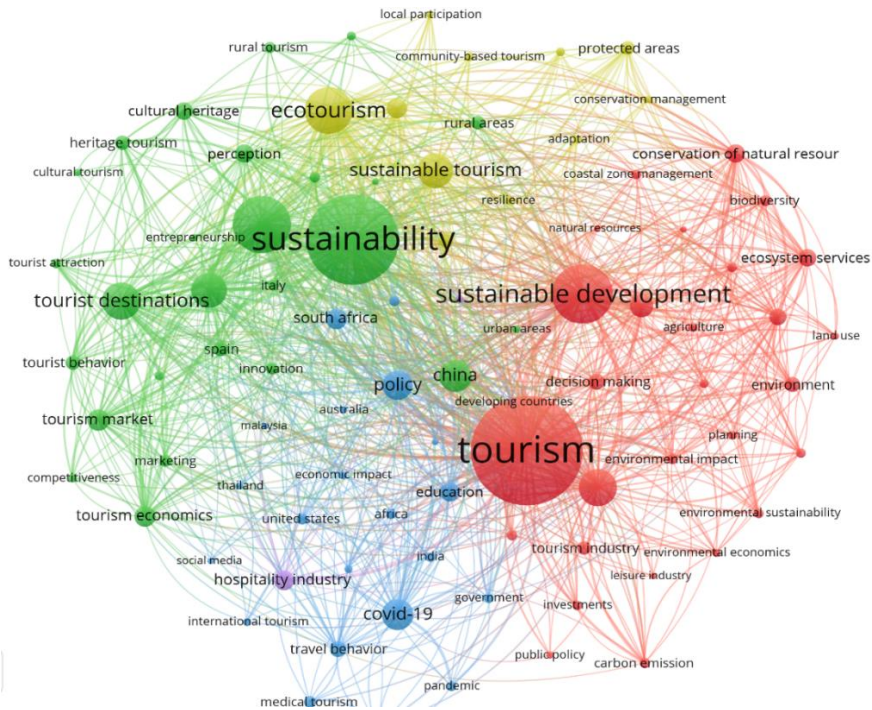 local participation
rural tourism
community-based tourism
protected areas
conservation management
ecotourism
cultural heritage
rural areas
adaptation
heritage tourism
perception
conservation of natural resour
cultural tourism
sustainable tourism
coastal zone management
resilience
biodiversity
natural resources
entrepreneurship
sustainability
tourist attraction
ecosystem services
italy
tourist destinations
sustainable development
south africa
urban areas
agriculture
land use
spain
tourist behavior
innovation
policy
china
decision making
environment
developing countries
australia
tourism market
malaysia
planning
tourism
marketing
environmental impact
competitiveness
economic impact
thailand
education
tourism economics
united states
africa
environmental sustainability
tourism industry
environmental economics
social media
india
hospitality industry
leisure industry
government
investments
international tourism
covid-19
travel behavior
public policy
carbon emission
pandemic
medical tourism